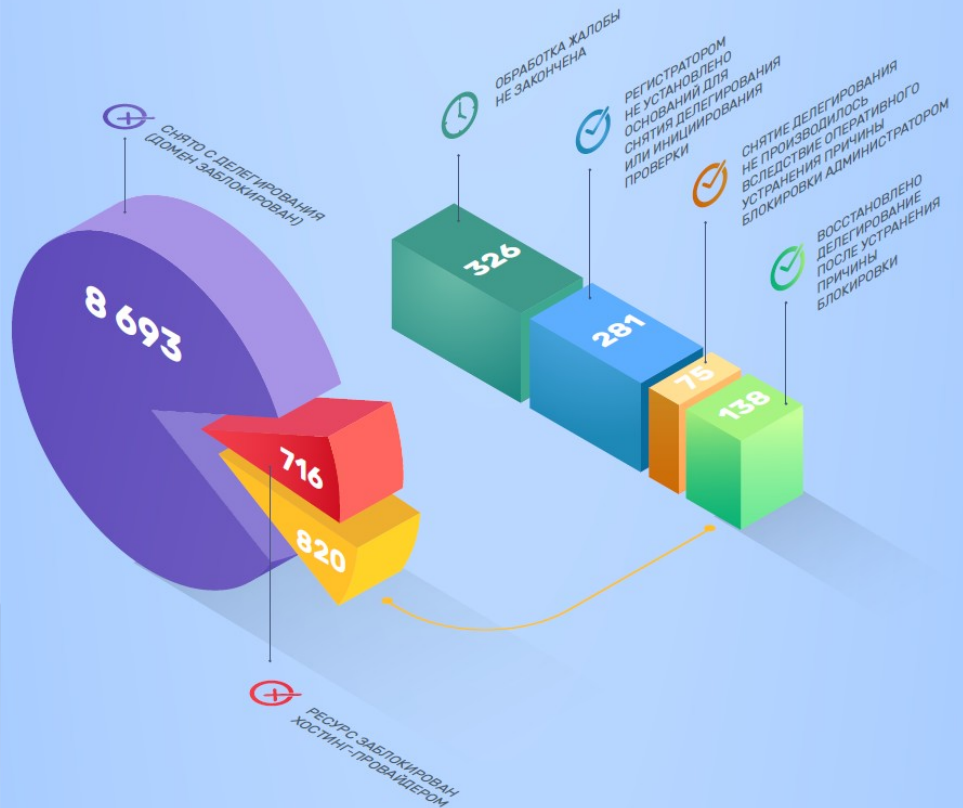 ОБРАБОТКА ЖАЛОБЫ
НЕ ЗАКОНЧЕНА
РЕГИСТРАТОРОМ
НЕ УСТАНОВЛЕНО
ОСНОВАНИЙ ДЛЯ
СНЯТИЯ ДЕЛЕГИРОВАНИЯ
ИЛИ ИНИЦИИРОВАНИЯ
ПРОВЕРКИ
СНЯТИЕ ДЕЛЕГИРОВАНИЯ
НЕ ПРОИЗВОДИЛОСЬ
ВСЛЕДСТВИЕ ОПЕРАТИВНОГО
УСТРАНЕНИЯ ПРИЧИНЫ
БЛОКИРОВКИ АДМИНИСТРАТОРОМ
ВОССТАНОВЛЕНО
ДЕЛЕГИРОВАНИЕ
ПОСЛЕ УСТРАНЕНИЯ
ПРИЧИНЫ
БЛОКИРОВКИ
СНЯТО С ДЕЛЕГИРОВАНИЯ
(ДОМЕН ЗАБЛОКИРОВАН)
8 693
326
281
75
138
716
820
РЕСУРС ЗАБЛОКИРОВАН
ХОСТИНГ-ПРОВАЙДЕРОМ